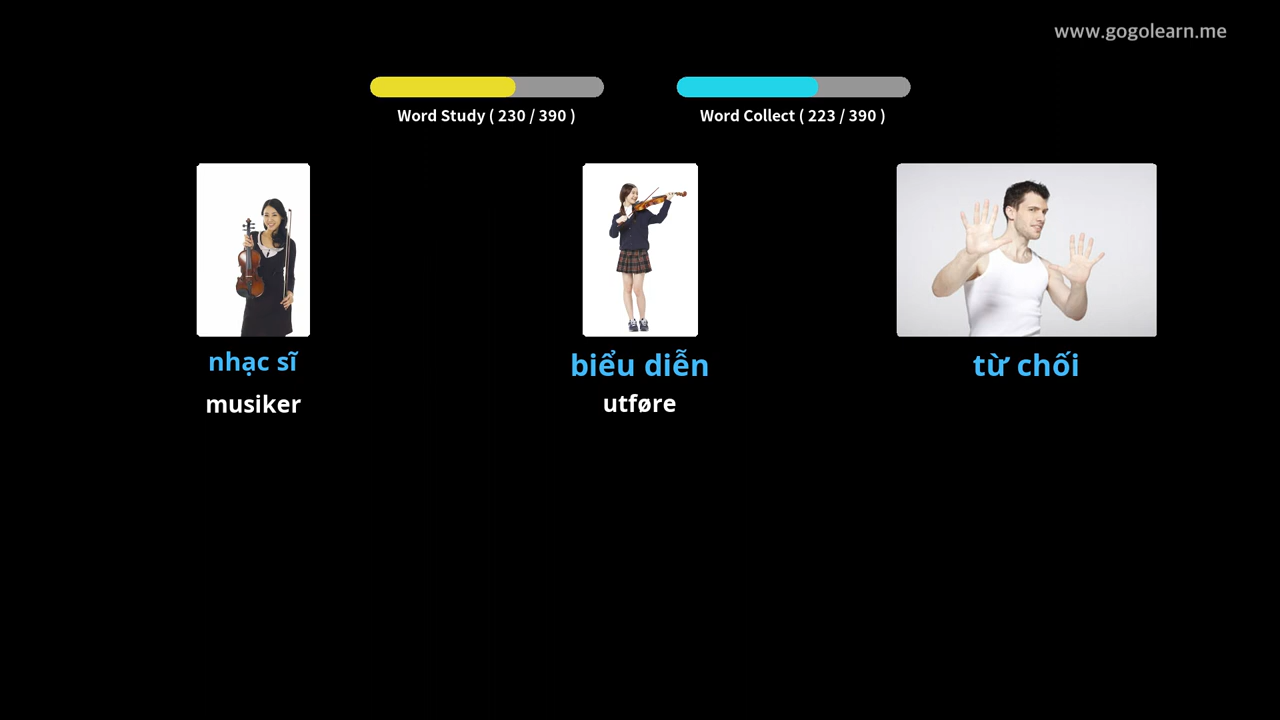 www.gogolearn.me
Word Study ( 230 / 390 )
Word Collect ( 223 / 390 )
nhạc sĩ
musiker
biểu diễn
utføre
từ chối